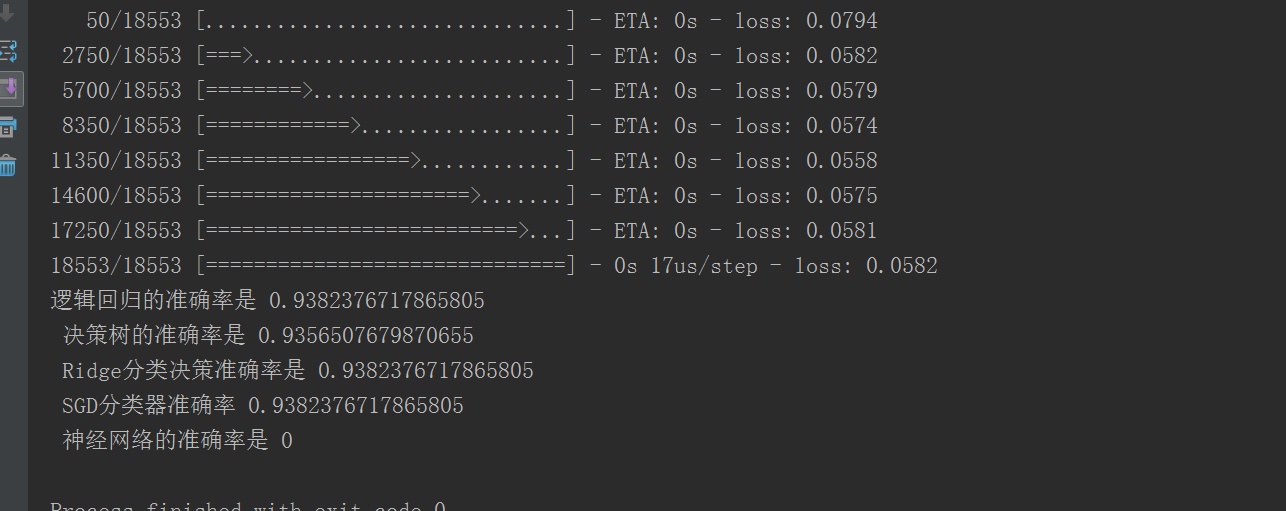 50/18553 [..............................] - ETA: 0s - loss: 0.0794
2750/18553 [===>..........................] - ETA: 0s - loss: 0.0582
5700/18553 [========>.....................] - ETA: 0s - loss: 0.0579
8350/18553 [============>.................] - ETA: 0s - loss: 0.0574
11350/18553 [=================>............] - ETA: 0s - loss: 0.0558
14600/18553 [======================>.......] - ETA: 0s - loss: 0.0575
17250/18553 [==========================>...] - ETA: 0s - loss: 0.0581
18553/18553 [==============================] - 0s 17us/step - loss: 0.0582
逻辑回归的准确率是 0.9382376717865805
决策树的准确率是 0.9356507679870655
Ridge分类决策准确率是 0.9382376717865805
SGD分类器准确率 0.9382376717865805
神经网络的准确率是 0
Process finished with exit code 0